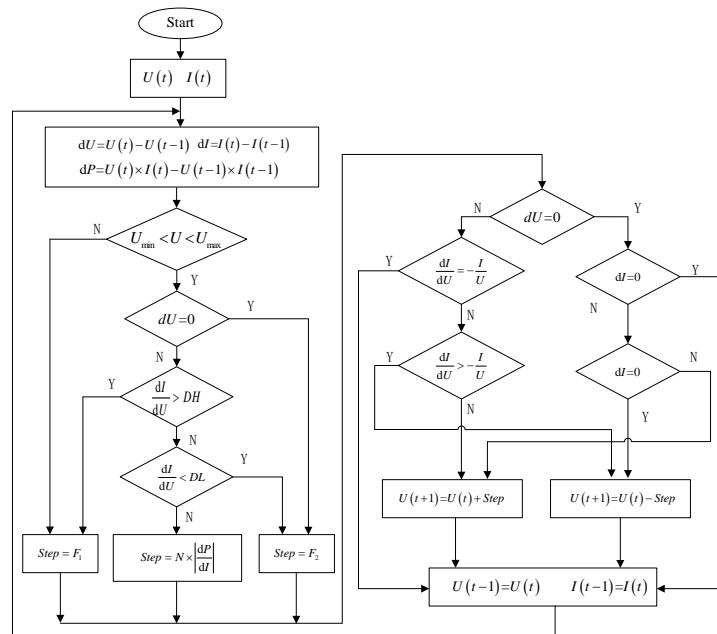 Start
U(t) I(t)
dU=U(t)-U(t-1) dI=I(t)-I(t-1)
dP=U(t)×I(t)-U(t-1)×I(t-1)
N
U_min<U<U_max
Y
dU=0
Y
N
Y
dI/dU>DH
N
dI/dU<DL
Y
N
Step=F_1
Step=N×|dP/dI|
Step=F_2
N
dU=0
Y
Y
dI/dU=-I/U
N
dI=0
Y
N
Y
dI/dU>-I/U
N
dI=0
N
Y
U(t+1)=U(t)+Step
U(t+1)=U(t)-Step
U(t-1)=U(t) I(t-1)=I(t)